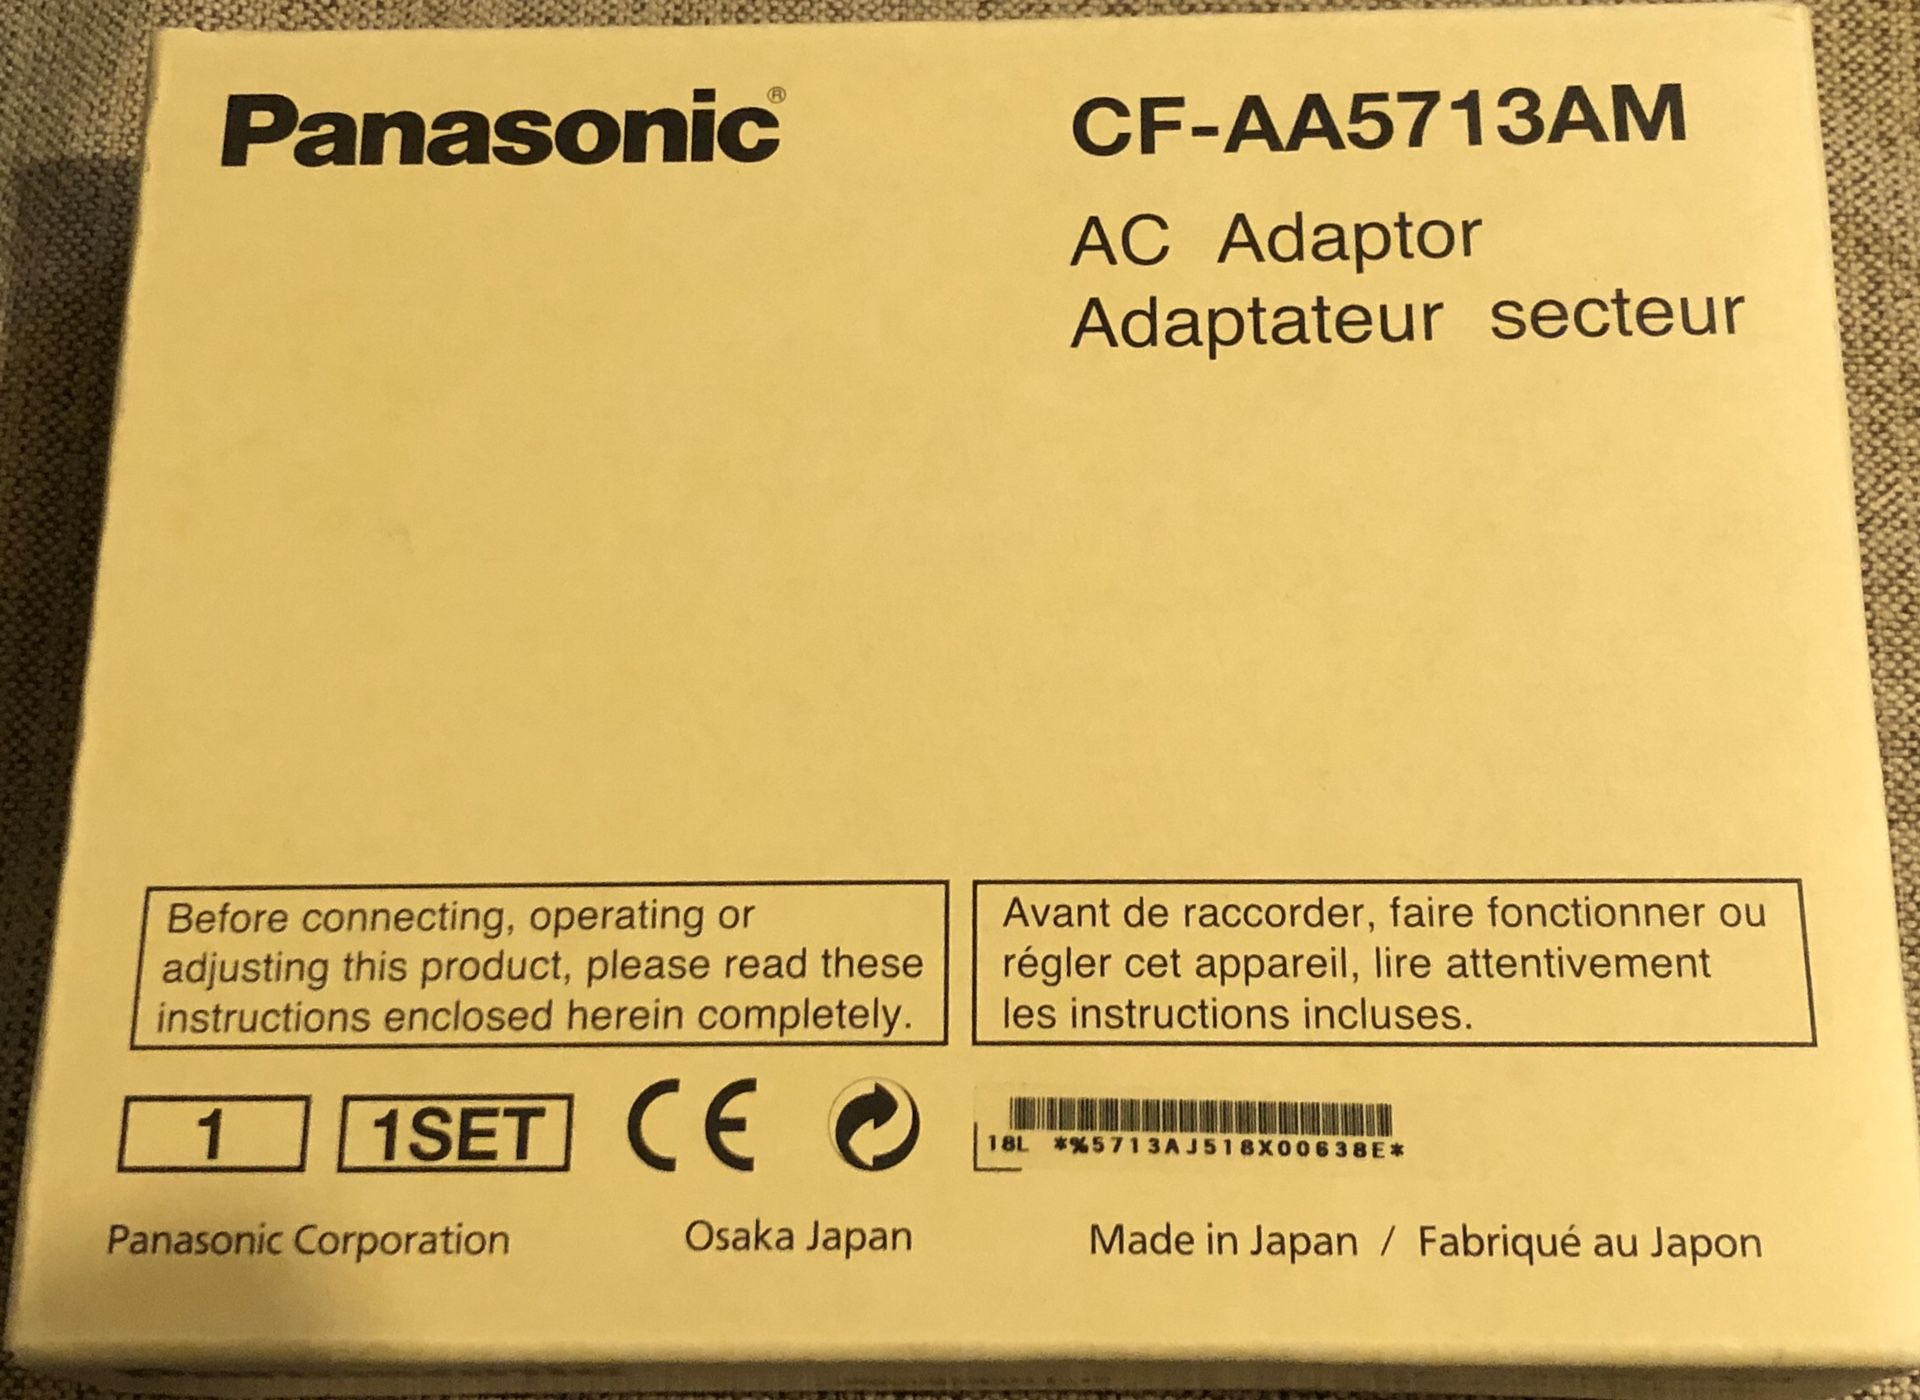 Panasonic®
CF-AA5713AM
AC Adaptor
Adaptateur secteur
Before connecting, operating or
adjusting this product, please read these
instructions enclosed herein completely.
Avant de raccorder, faire fonctionner ou
régler cet appareil, lire attentivement
les instructions incluses.
1
1SET
CE
18L *%5713AJ518X00638E*
Panasonic Corporation
Osaka Japan
Made in Japan / Fabriqué au Japon